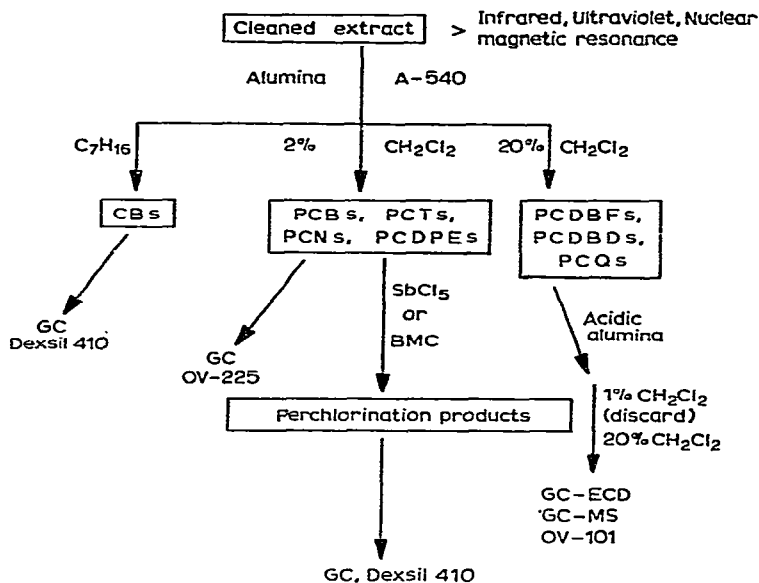 Cleaned extract
> Infrared, Ultraviolet, Nuclear
magnetic resonance
Alumina A-540
C₇H₁₆
2% CH₂Cl₂
20% CH₂Cl₂
CBs
PCBs, PCTs,
PCNs, PCDPEs
PCDBFs,
PCDBDs,
PCQs
GC
Dexsil 410
GC
OV-225
SbCl₅
or
BMC
Acidic
alumina
Perchlorination products
1% CH₂Cl₂
(discard)
20% CH₂Cl₂
GC-ECD
GC-MS
OV-101
GC, Dexsil 410